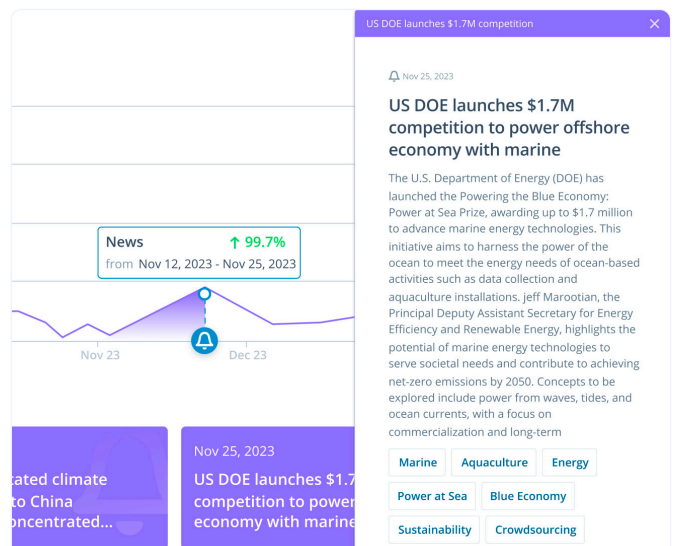 US DOE launches $1.7M competition
Nov 25, 2023
US DOE launches $1.7M
competition to power offshore
economy with marine
The U.S. Department of Energy (DOE) has
launched the Powering the Blue Economy:
Power at Sea Prize, awarding up to $1.7 million
to advance marine energy technologies. This
initiative aims to harness the power of the
ocean to meet the energy needs of ocean-based
activities such as data collection and
aquaculture installations. jeff Marootian, the
Principal Deputy Assistant Secretary for Energy
Efficiency and Renewable Energy, highlights the
potential of marine energy technologies to
serve societal needs and contribute to achieving
net-zero emissions by 2050. Concepts to be
explored include power from waves, tides, and
ocean currents, with a focus on
commercialization and long-term
Marine Aquaculture Energy
Power at Sea Blue Economy
Sustainability Crowdsourcing
News ↑ 99.7%
from Nov 12, 2023 - Nov 25, 2023
Nov 23 Dec 23
cated climate
to China
oncentrated...
Nov 25, 2023
US DOE launches $1.7
competition to power
economy with marine